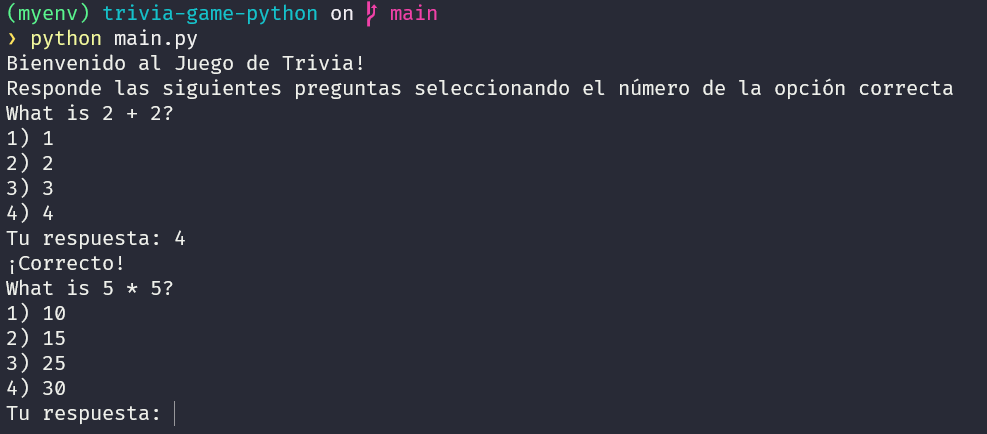 (myenv) trivia-game-python on main
❯ python main.py
Bienvenido al Juego de Trivia!
Responde las siguientes preguntas seleccionando el número de la opción correcta
What is 2 + 2?
1) 1
2) 2
3) 3
4) 4
Tu respuesta: 4
¡Correcto!
What is 5 * 5?
1) 10
2) 15
3) 25
4) 30
Tu respuesta: